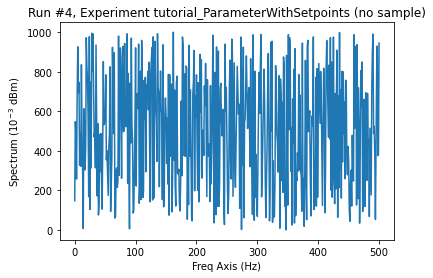 Run #4, Experiment tutorial_ParameterWithSetpoints (no sample)
1000
800
600
400
200
0
Spectrum (10⁻³ dBm)
0 100 200 300 400 500
Freq Axis (Hz)